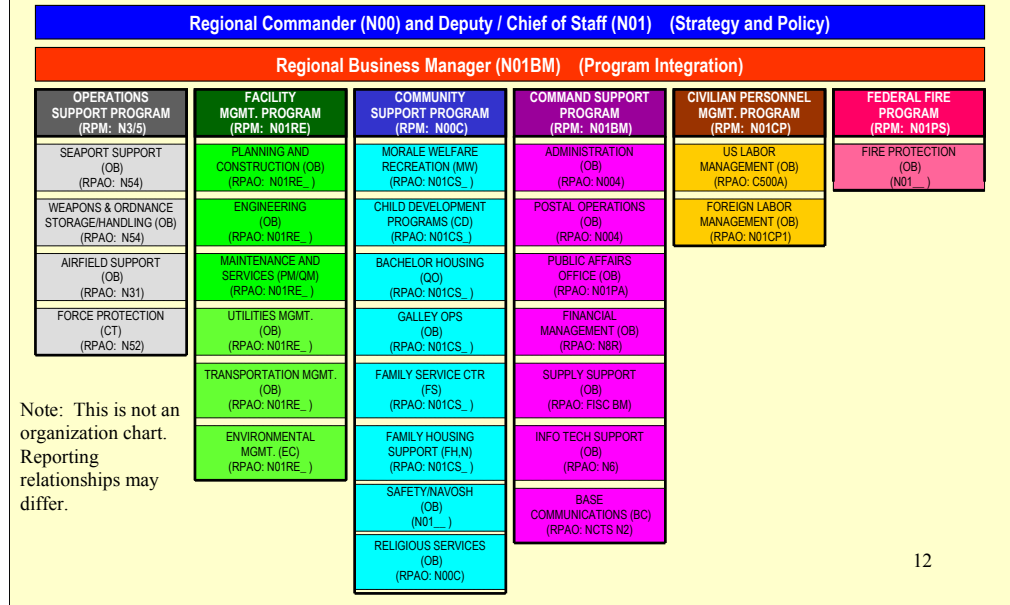 Regional Commander (N00) and Deputy / Chief of Staff (N01) (Strategy and Policy)
Regional Business Manager (N01BM) (Program Integration)
OPERATIONS
SUPPORT PROGRAM
(RPM: N3/5)
SEAPORT SUPPORT
(OB)
(RPAO: N54)
WEAPONS & ORDNANCE
STORAGE/HANDLING (OB)
(RPAO: N54)
AIRFIELD SUPPORT
(OB)
(RPAO: N31)
FORCE PROTECTION
(CT)
(RPAO: N52)
FACILITY
MGMT. PROGRAM
(RPM: N01RE)
PLANNING AND
CONSTRUCTION (OB)
(RPAO: N01RE_ )
ENGINEERING
(OB)
(RPAO: N01RE_ )
MAINTENANCE AND
SERVICES (PM/QM)
(RPAO: N01RE_ )
UTILITIES MGMT.
(OB)
(RPAO: N01RE_ )
TRANSPORTATION MGMT.
(OB)
(RPAO: N01RE_ )
ENVIRONMENTAL
MGMT. (EC)
(RPAO: N01RE_ )
COMMUNITY
SUPPORT PROGRAM
(RPM: N00C)
MORALE WELFARE
RECREATION (MW)
(RPAO: N01CS_ )
CHILD DEVELOPMENT
PROGRAMS (CD)
(RPAO: N01CS_)
BACHELOR HOUSING
(QO)
(RPAO: N01CS_ )
GALLEY OPS
(OB)
(RPAO: N01CS_ )
FAMILY SERVICE CTR
(FS)
(RPAO: N01CS_ )
FAMILY HOUSING
SUPPORT (FH,N)
(RPAO: N01CS_ )
SAFETY/NAVOSH
(OB)
(N01__ )
RELIGIOUS SERVICES
(OB)
(RPAO: N00C)
COMMAND SUPPORT
PROGRAM
(RPM: N01BM)
ADMINISTRATION
(OB)
(RPAO: N004)
POSTAL OPERATIONS
(OB)
(RPAO: N004)
PUBLIC AFFAIRS
OFFICE (OB)
(RPAO: N01PA)
FINANCIAL
MANAGEMENT (OB)
(RPAO: N8R)
SUPPLY SUPPORT
(OB)
(RPAO: FISC BM)
INFO TECH SUPPORT
(OB)
(RPAO: N6)
BASE
COMMUNICATIONS (BC)
(RPAO: NCTS N2)
CIVILIAN PERSONNEL
MGMT. PROGRAM
(RPM: N01CP)
US LABOR
MANAGEMENT (OB)
(RPAO: C500A)
FOREIGN LABOR
MANAGEMENT (OB)
(RPAO: N01CP1)
FEDERAL FIRE
PROGRAM
(RPM: N01PS)
FIRE PROTECTION
(OB)
(N01__ )
Note: This is not an
organization chart.
Reporting
relationships may
differ.
12